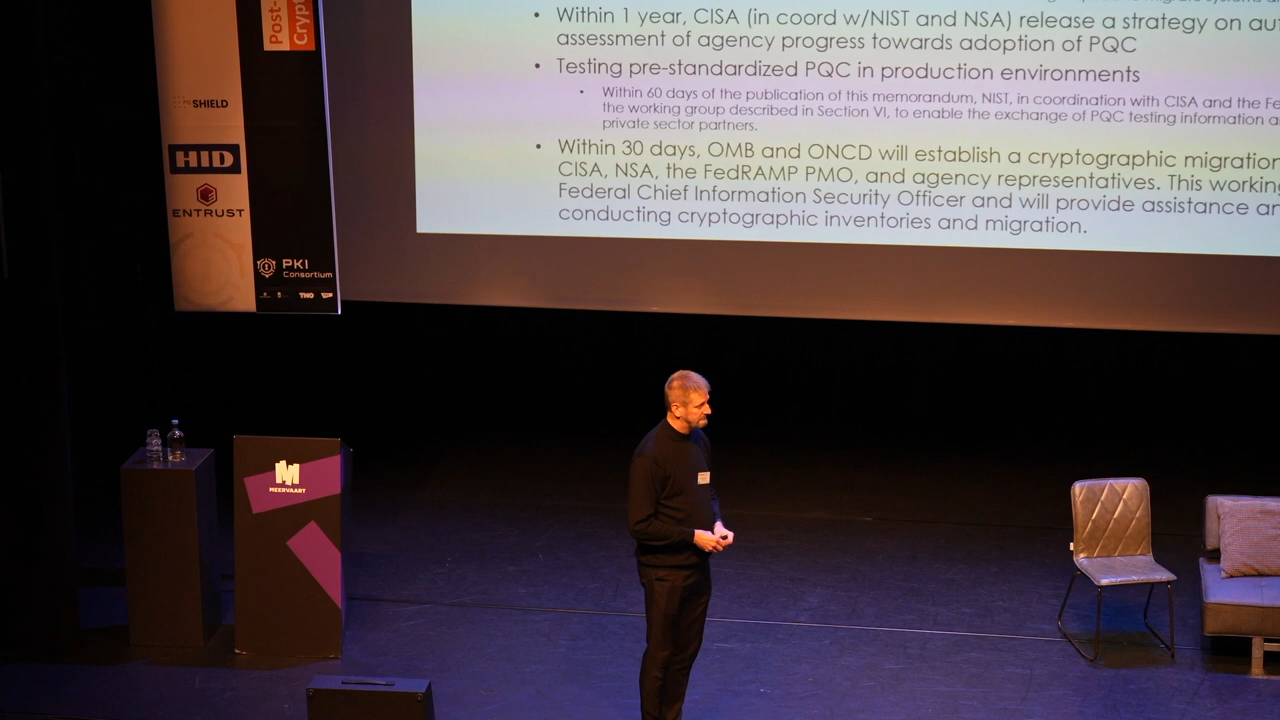 • Within 1 year, CISA (in coord w/NIST and NSA) release a strategy on
assessment of agency progress towards adoption of PQC
• Testing pre-standardized PQC in production environments
• Within 60 days of the publication of this memorandum, NIST, in coordination with CISA and the
the working group described in Section VI, to enable the exchange of PQC testing information
private sector partners.
• Within 30 days, OMB and ONCD will establish a cryptographic migration
CISA, NSA, the FedRAMP PMO, and agency representatives. This
Federal Chief Information Security Officer and will provide assistance
conducting cryptographic inventories and migration.
Post-
Crypt
SHIELD
HID
ENTRUST
PKI
Consortium
TNO
M
MEERVAART